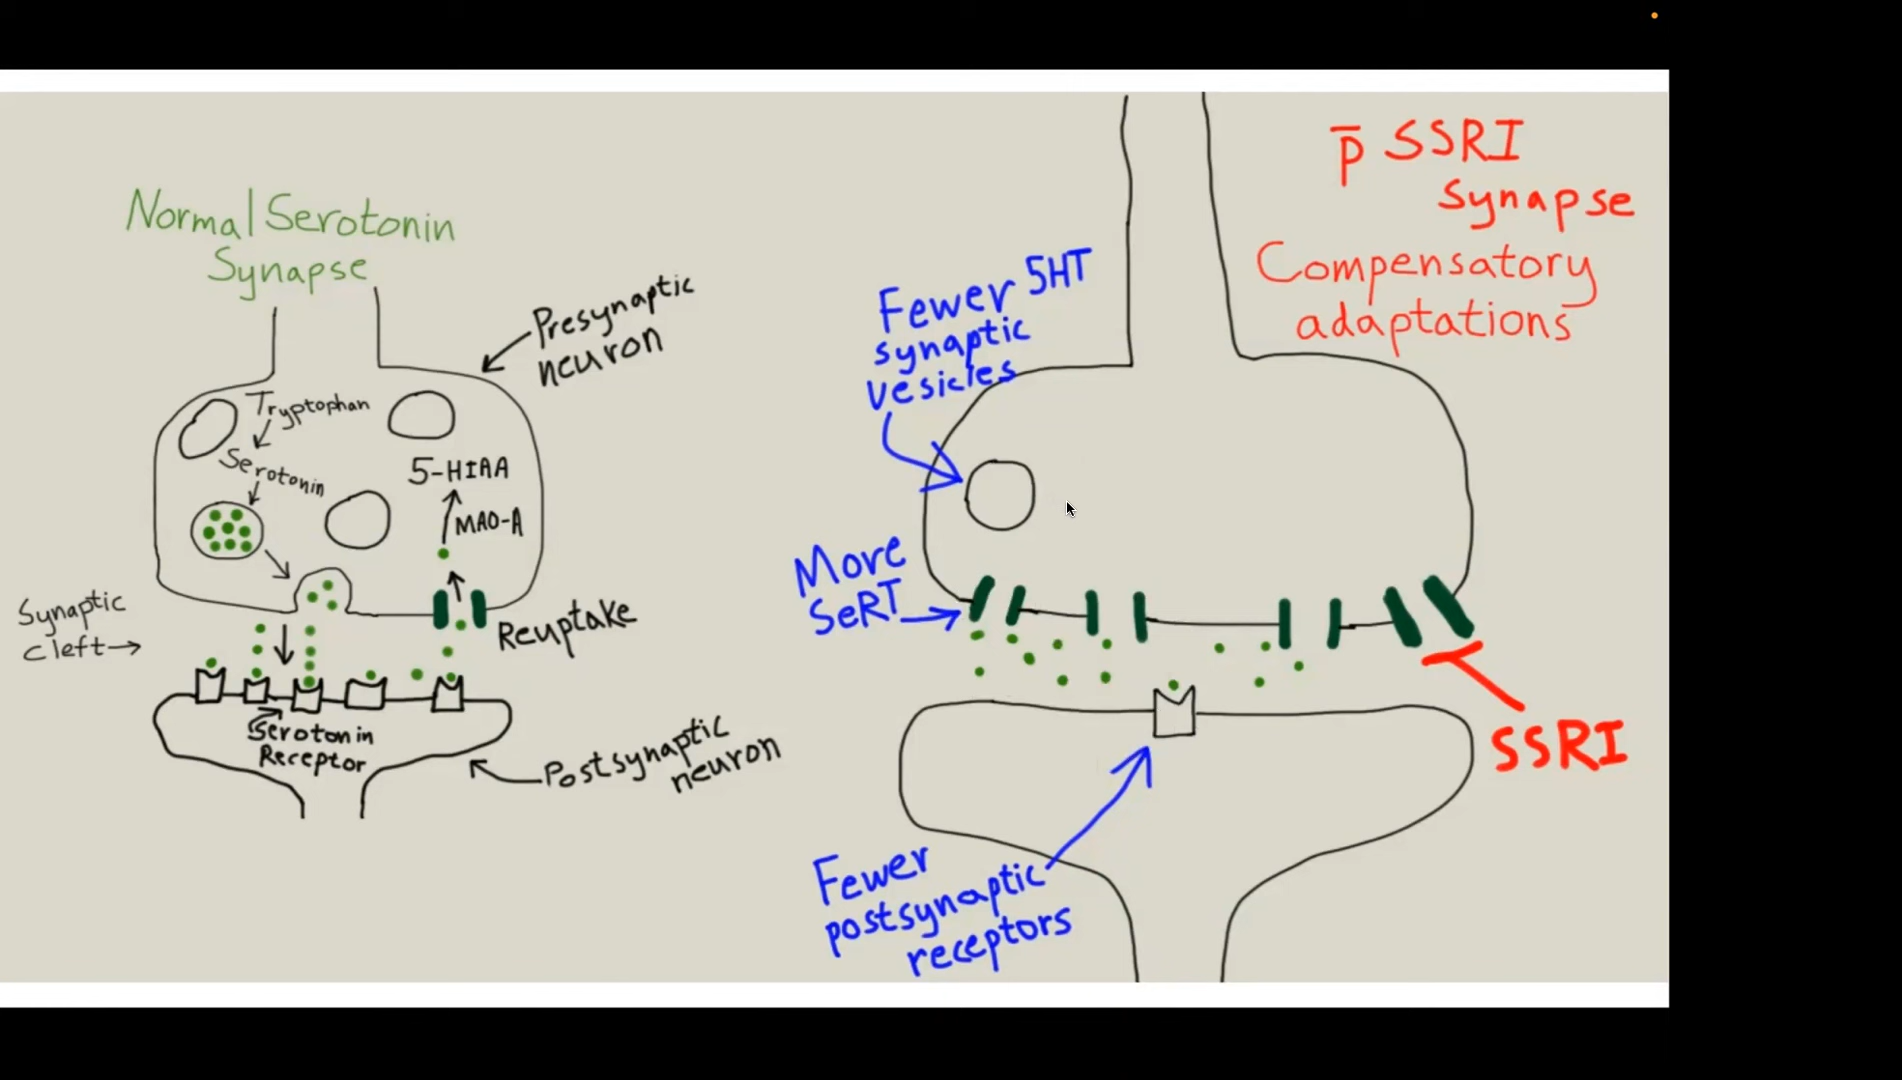 Normal Serotonin
Synapse
Presynaptic
neuron
Tryptophan
Serotonin
5-HIAA
MAO-A
Synaptic
cleft
Reuptake
Serotonin
Receptor
Postsynaptic
neuron
p̄ SSRI
Synapse
Compensatory
adaptations
Fewer 5HT
synaptic
vesicles
More
SeRT
SSRI
Fewer
postsynaptic
receptors